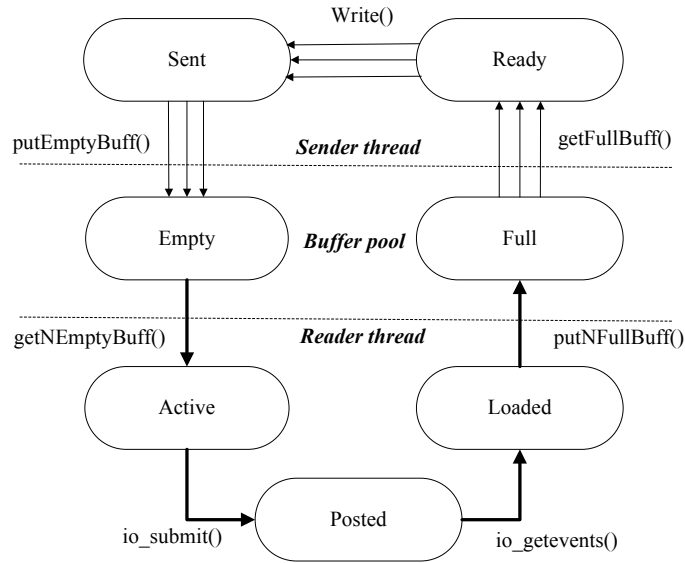 Write()
Sent
Ready
putEmptyBuff()
Sender thread
getFullBuff()
Empty
Buffer pool
Full
getNEmptyBuff()
Reader thread
putNFullBuff()
Active
Loaded
Posted
io_submit()
io_getevents()